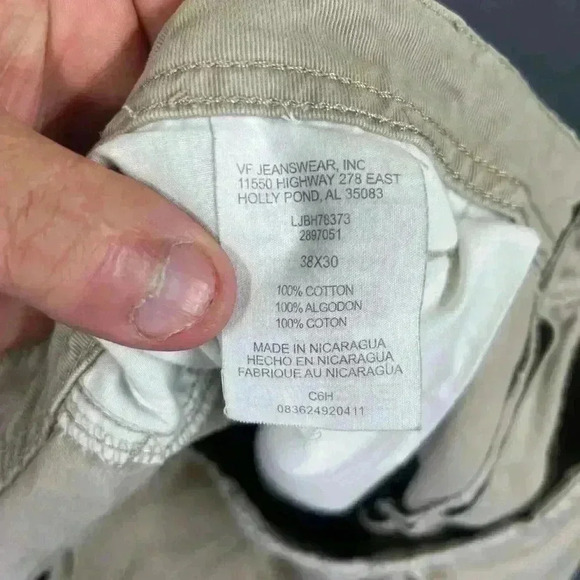 VF JEANSWEAR, INC
11550 HIGHWAY 278 EAST
HOLLY POND, AL 35083
LJBH78373
2897051
38X30
100% COTTON
100% ALGODON
100% COTON
MADE IN NICARAGUA
HECHO EN NICARAGUA
FABRIQUE AU NICARAGUA
C6H
083624920411